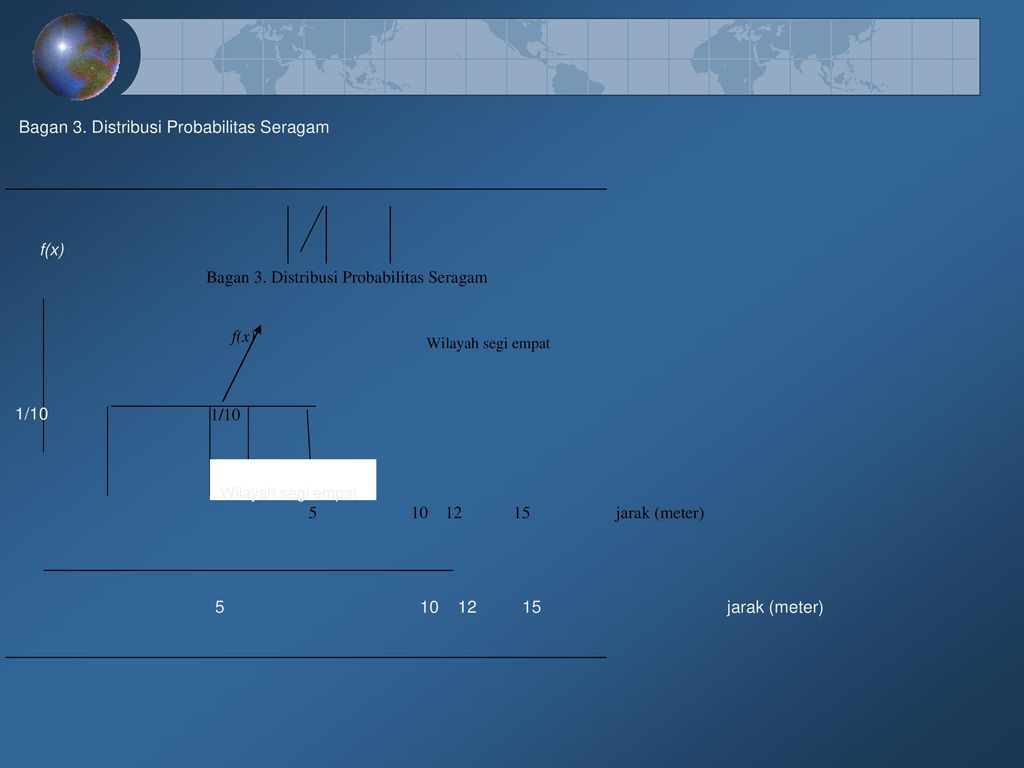 Bagan 3. Distribusi Probabilitas Seragam
f(x)
Bagan 3. Distribusi Probabilitas Seragam
f(x)
Wilayah segi empat
1/10
1/10
Wilayah segi empat
5 10 12 15 jarak (meter)
5 10 12 15 jarak (meter)